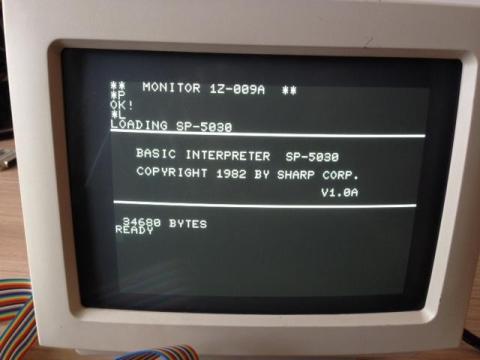 ** MONITOR 1Z-009A **
*P
OK!
*L
LOADING SP-5030
BASIC INTERPRETER SP-5030
COPYRIGHT 1982 BY SHARP CORP.
V1.0A
34680 BYTES
READY